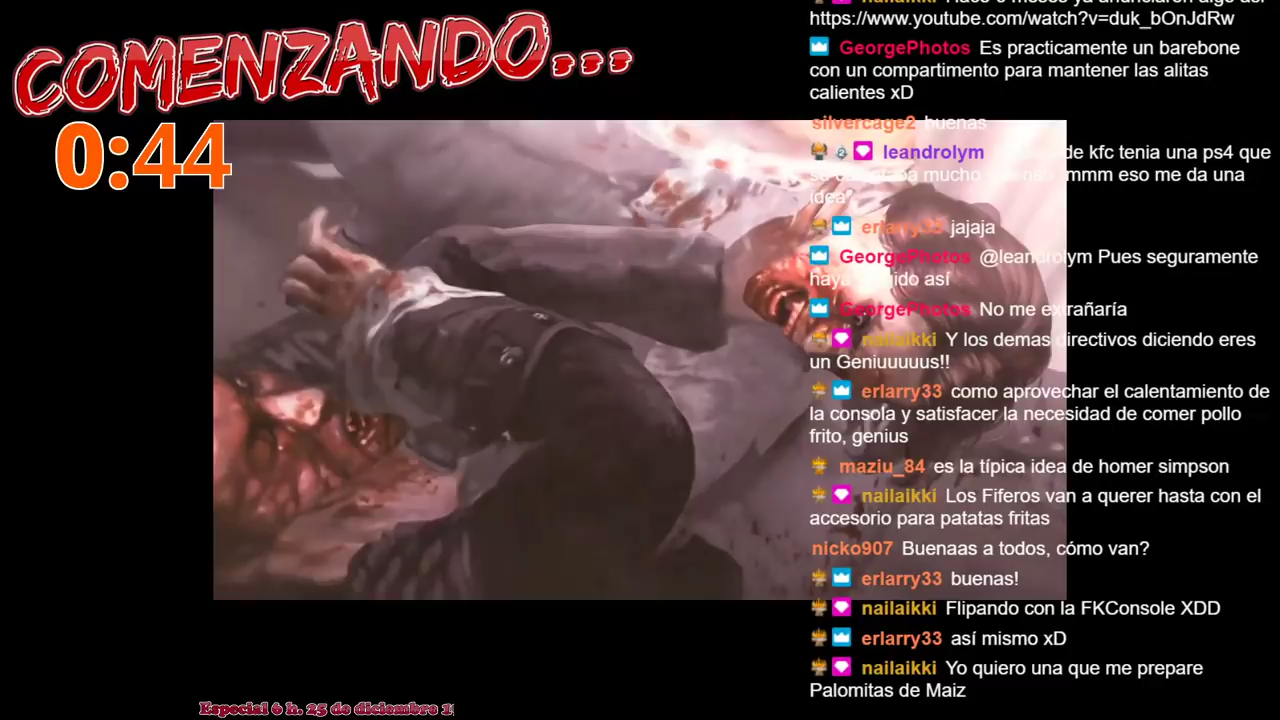 COMENZANDO...
0:44
https://www.youtube.com/watch?v=duk_bOnJdRw
GeorgePhotos Es practicamente un barebone
con un compartimento para mantener las alitas
calientes xD
silvercage2 buenas
leandrolym de kfc tenia una ps4 que
mucho mmm eso me da una
idea"
erlarry33 jajaja
GeorgePhotos @leandrolym Pues seguramente
haya así
GeorgePhotos No me extrañaría
nailaikki Y los demas directivos diciendo eres
un Geniuuuuus!!
erlarry33 como aprovechar el calentamiento de
la consola y satisfacer la necesidad de comer pollo
frito, genius
maziu_84 es la típica idea de homer simpson
nailaikki Los Fiferos van a querer hasta con el
accesorio para patatas fritas
nicko907 Buenaas a todos, cómo van?
erlarry33 buenas!
nailaikki Flipando con la FKConsole XDD
erlarry33 así mismo xD
nailaikki Yo quiero una que me prepare
Palomitas de Maiz
Especial 6 h. 25 de diciembre